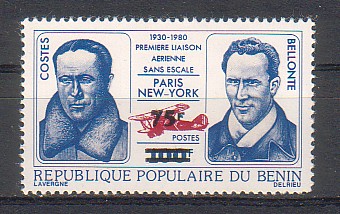 COSTES
1930-1980
PREMIERE LIAISON
AERIENNE
SANS ESCALE
PARIS
NEW-YORK
75F
POSTES
100F
BELLONTE
REPUBLIQUE POPULAIRE DU BENIN
LAVERGNE
DELRIEU